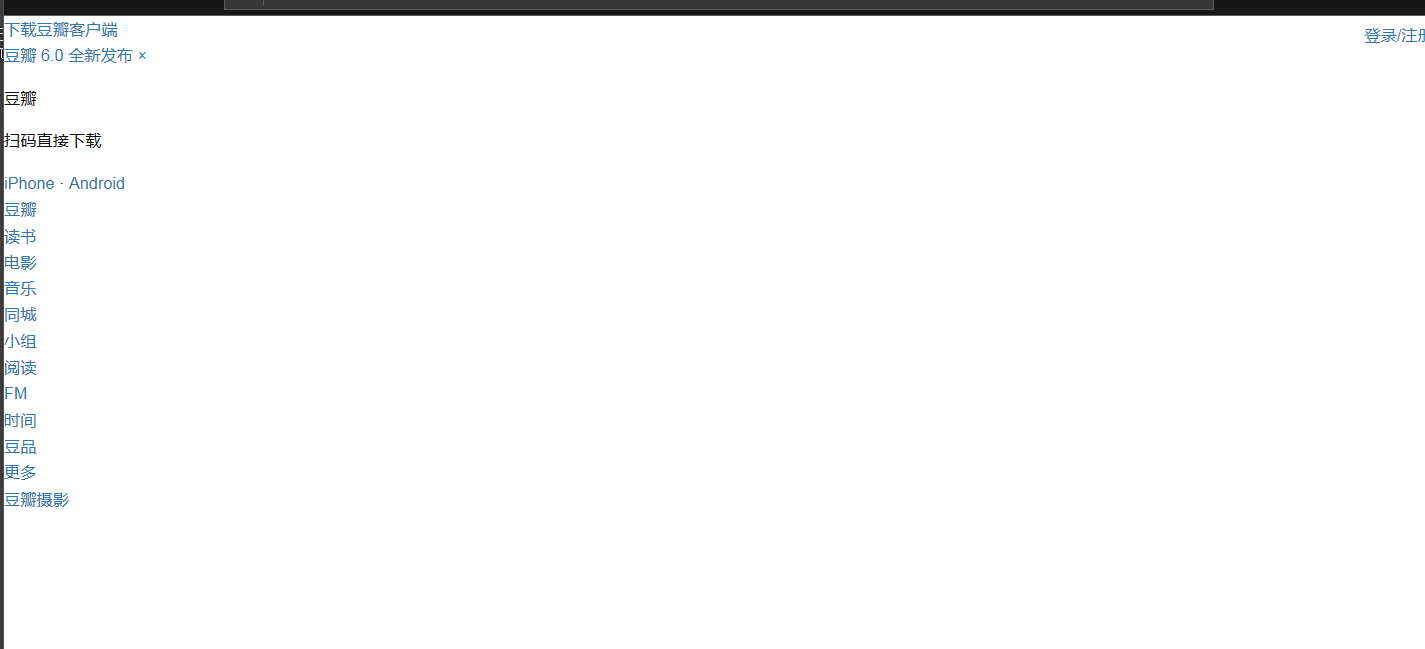 下载豆瓣客户端
登录/注册
豆瓣 6.0 全新发布 ×
豆瓣
扫码直接下载
iPhone · Android
豆瓣
读书
电影
音乐
同城
小组
阅读
FM
时间
豆品
更多
豆瓣摄影